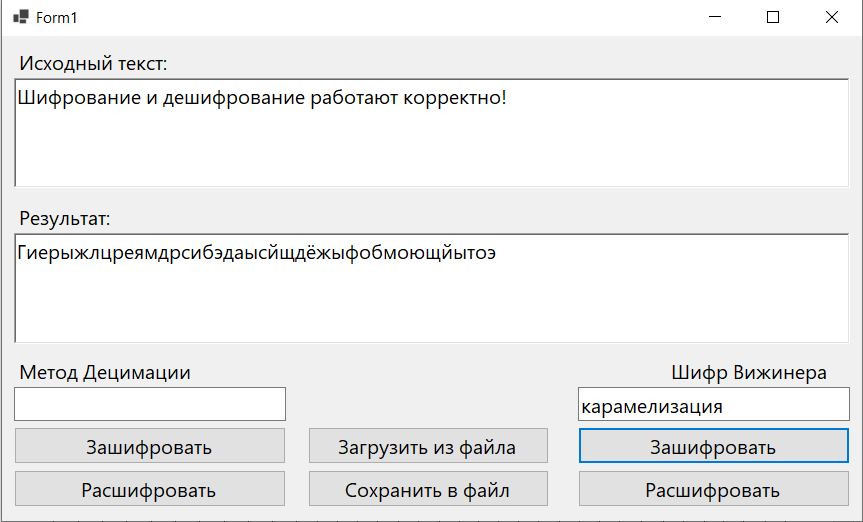 Form1
Исходный текст:
Шифрование и дешифрование работают корректно!
Результат:
Гиерыжлцреямдрсибэдаысйщдёжыфобмоющйытоэ
Метод Децимации
Шифр Вижинера
карамелизация
Зашифровать
Загрузить из файла
Зашифровать
Расшифровать
Сохранить в файл
Расшифровать